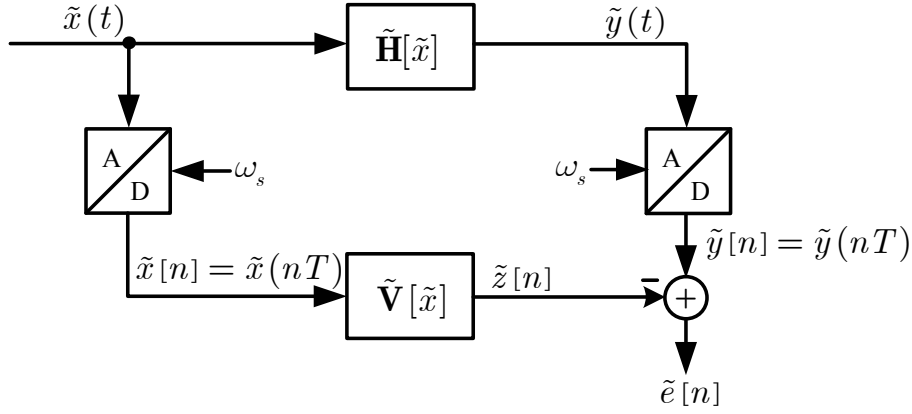 x̃(t)
H̃[x̃]
ỹ(t)
A
D
ω_s
ω_s
A
D
x̃[n] = x̃(nT)
Ṽ[x̃]
z̃[n]
ỹ[n] = ỹ(nT)
−
+
ẽ[n]